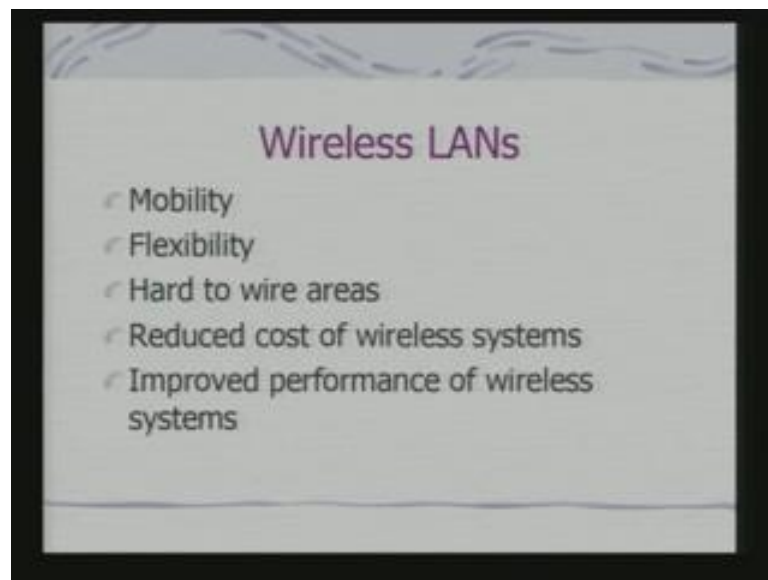 Wireless LANs
Mobility
Flexibility
Hard to wire areas
Reduced cost of wireless systems
Improved performance of wireless
systems